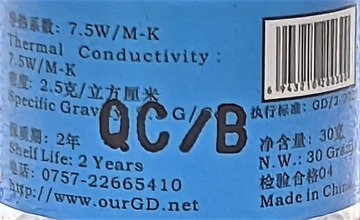 导热系数: 7.5W/M-K
Thermal Conductivity:
7.5W/M-K
密度: 2.5克/立方厘米
Specific Gravity
QC/B
保质期: 2年
Shelf Life: 2 Years
电话: 0757-22665410
http://www.ourGD.net
执行标准:
净含量: 30克
N.W.: 30 Grams
检验合格04
Made in China